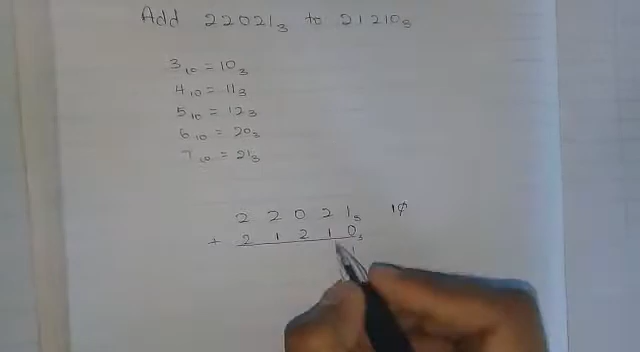 Add 22021₃ to 21210₃
3₁₀ = 10₃
4₁₀ = 11₃
5₁₀ = 12₃
6₁₀ = 20₃
7₁₀ = 21₃
2 2 0 2 1₃ 10
+ 2 1 2 1 0₃
1